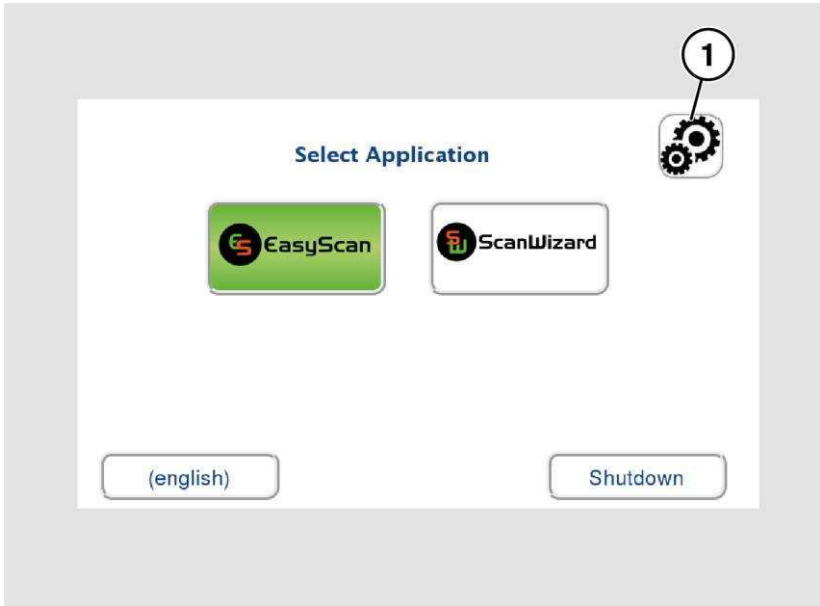 1
Select Application
ES EasyScan
SW ScanWizard
(english)
Shutdown